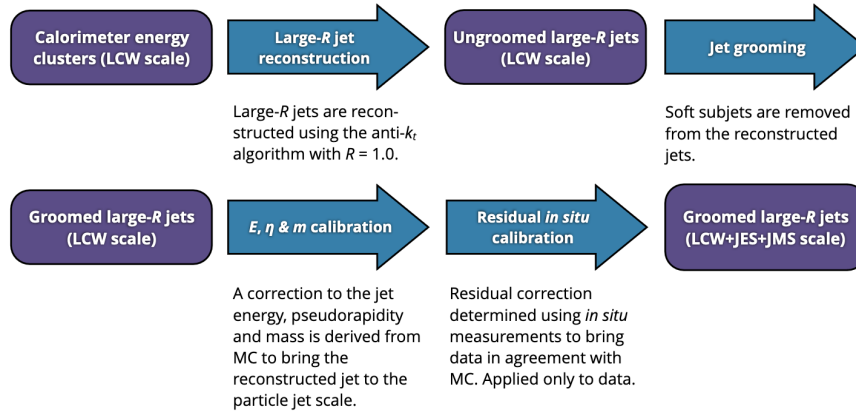 Calorimeter energy
clusters (LCW scale)
Large-R jet
reconstruction
Ungroomed large-R jets
(LCW scale)
Jet grooming
Large-R jets are recon-
structed using the anti-kt
algorithm with R = 1.0.
Soft subjets are removed
from the reconstructed
jets.
Groomed large-R jets
(LCW scale)
E, η & m calibration
Residual in situ
calibration
Groomed large-R jets
(LCW+JES+JMS scale)
A correction to the jet
energy, pseudorapidity
and mass is derived from
MC to bring the
reconstructed jet to the
particle jet scale.
Residual correction
determined using in situ
measurements to bring
data in agreement with
MC. Applied only to data.